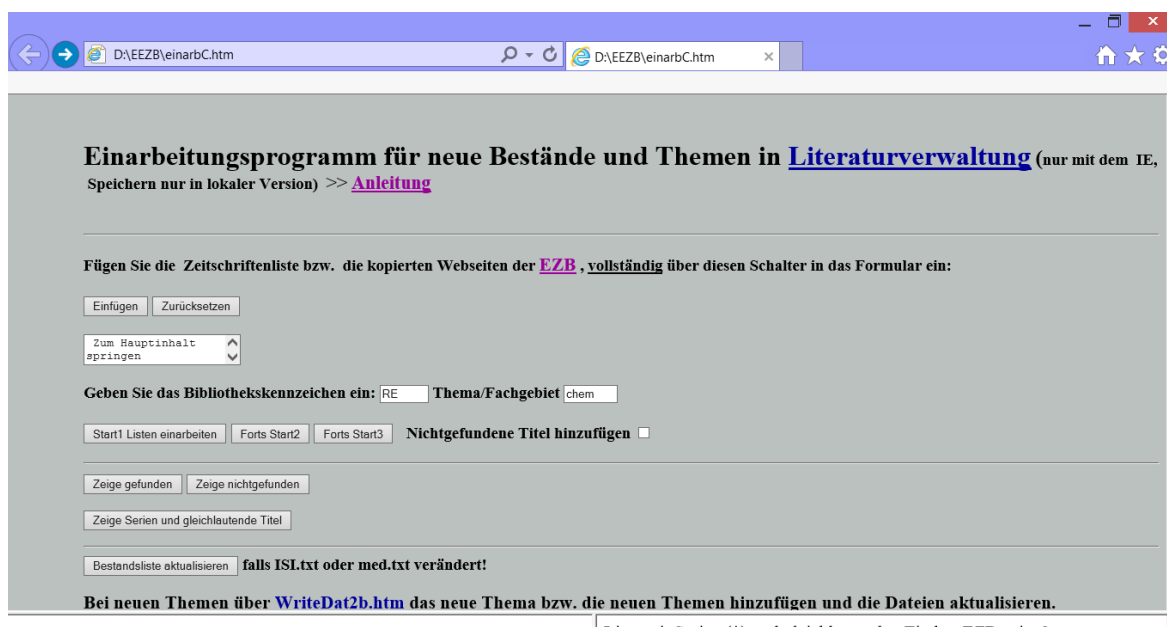 D:\EEZB\einarbC.htm
D:\EEZB\einarbC.htm
Einarbeitungsprogramm für neue Bestände und Themen in Literaturverwaltung (nur mit dem IE,
Speichern nur in lokaler Version) >> Anleitung
Fügen Sie die Zeitschriftenliste bzw. die kopierten Webseiten der EZB , vollständig über diesen Schalter in das Formular ein:
Einfügen Zurücksetzen
Zum Hauptinhalt
springen
Geben Sie das Bibliothekskennzeichen ein: RE Thema/Fachgebiet chem
Start1 Listen einarbeiten Forts Start2 Forts Start3 Nichtgefundene Titel hinzufügen
Zeige gefunden Zeige nichtgefunden
Zeige Serien und gleichlautende Titel
Bestandsliste aktualisieren falls ISI.txt oder med.txt verändert!
Bei neuen Themen über WriteDat2b.htm das neue Thema bzw. die neuen Themen hinzufügen und die Dateien aktualisieren.